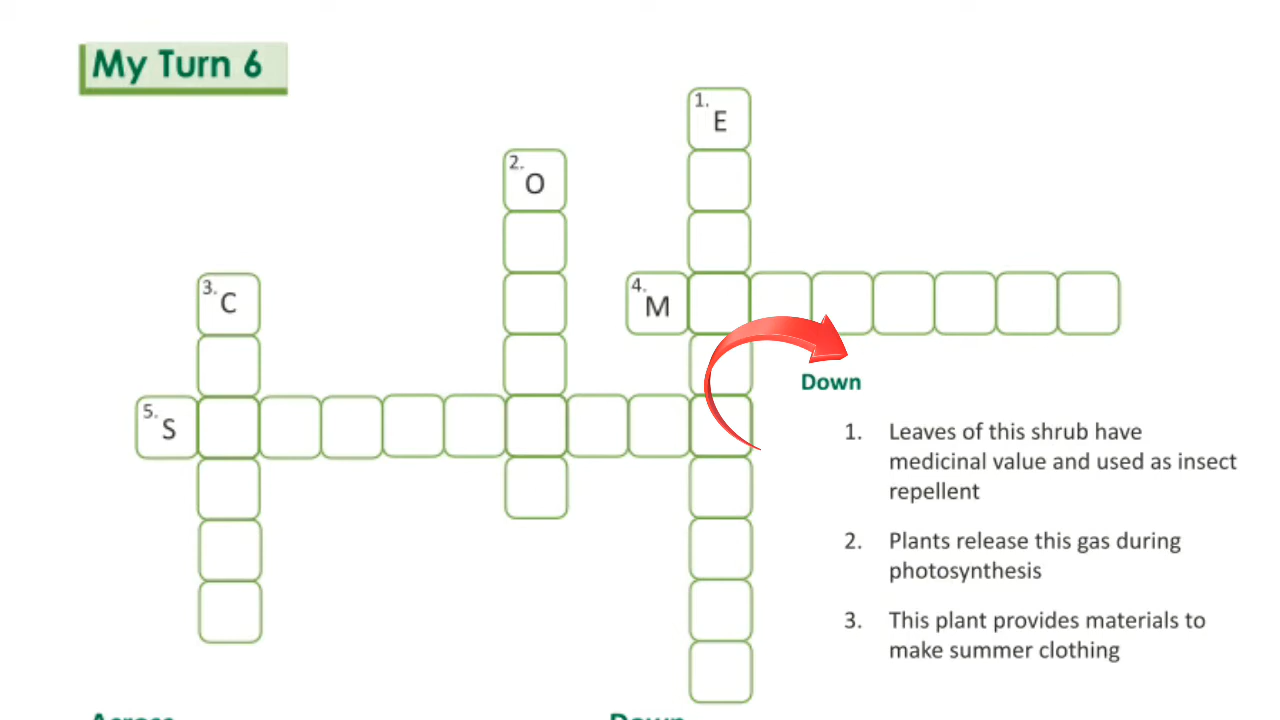 My Turn 6
1.
E
2.
O
3.
C
4.
M
5.
S
Down
1. Leaves of this shrub have
medicinal value and used as insect
repellent
2. Plants release this gas during
photosynthesis
3. This plant provides materials to
make summer clothing
Across
Down